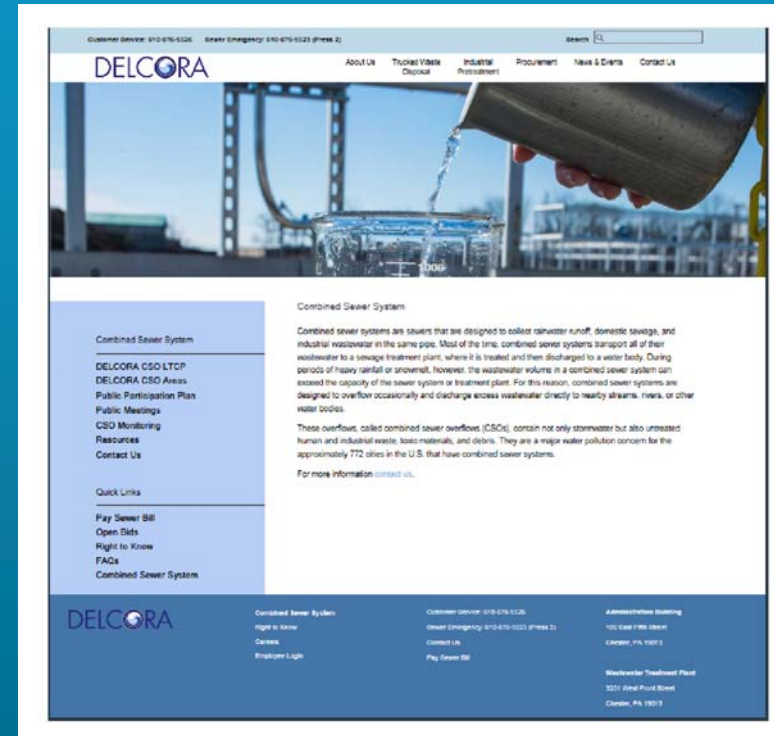 Customer Service: 610-876-5526 Sewer Emergency: 610-876-5523 (Press 2) Search
DELCORA
About Us Trucked Waste Disposal Industrial Pretreatment Procurement News & Events Contact Us
1000
Combined Sewer System
DELCORA CSO LTCP
DELCORA CSO Areas
Public Participation Plan
Public Meetings
CSO Monitoring
Resources
Contact Us
Quick Links
Pay Sewer Bill
Open Bids
Right to Know
FAQs
Combined Sewer System
Combined Sewer System
Combined sewer systems are sewers that are designed to collect rainwater runoff, domestic sewage, and
industrial wastewater in the same pipe. Most of the time, combined sewer systems transport all of their
wastewater to a sewage treatment plant, where it is treated and then discharged to a water body. During
periods of heavy rainfall or snowmelt, however, the wastewater volume in a combined sewer system can
exceed the capacity of the sewer system or treatment plant. For this reason, combined sewer systems are
designed to overflow occasionally and discharge excess wastewater directly to nearby streams, rivers, or other
water bodies.
These overflows, called combined sewer overflows (CSOs), contain not only stormwater but also untreated
human and industrial waste, toxic materials, and debris. They are a major water pollution concern for the
approximately 772 cities in the U.S. that have combined sewer systems.
For more information contact us.
DELCORA
Combined Sewer System
Right to Know
Careers
Employee Login
Customer Service: 610-876-5526
Sewer Emergency: 610-876-5523 (Press 2)
Contact Us
Pay Sewer Bill
Administration Building
100 East Fifth Street
Chester, PA 19013
Wastewater Treatment Plant
3201 West Front Street
Chester, PA 19013